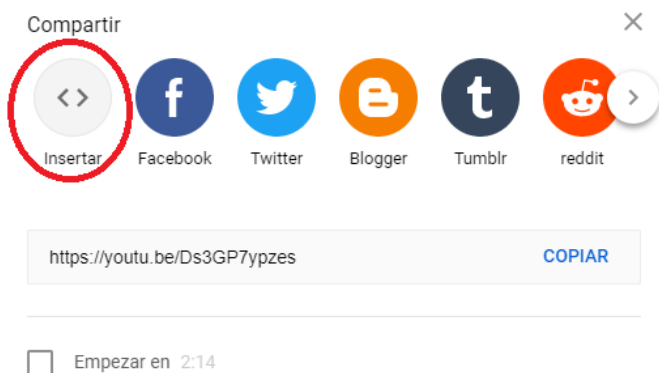 Compartir
Insertar Facebook Twitter Blogger Tumblr reddit
https://youtu.be/Ds3GP7ypzes COPIAR
Empezar en 2:14